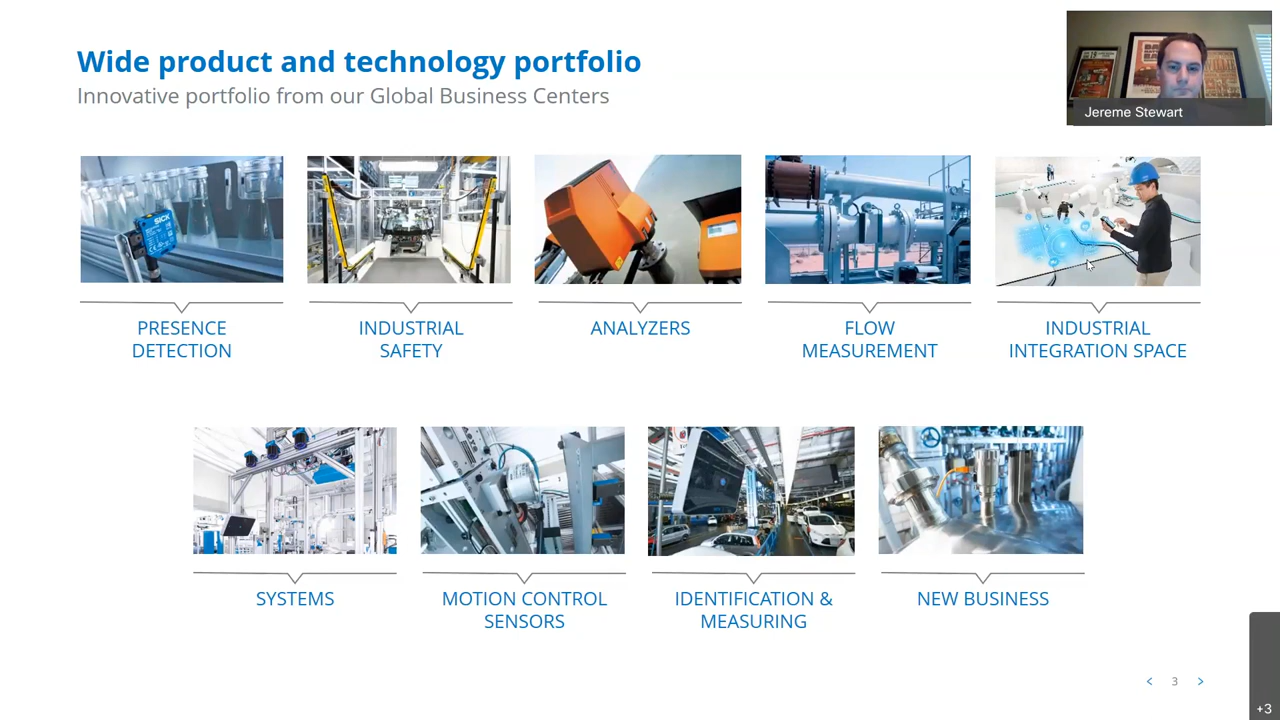 Wide product and technology portfolio
Innovative portfolio from our Global Business Centers
Jereme Stewart
SICK
PRESENCE
DETECTION
INDUSTRIAL
SAFETY
ANALYZERS
FLOW
MEASUREMENT
INDUSTRIAL
INTEGRATION SPACE
SYSTEMS
MOTION CONTROL
SENSORS
IDENTIFICATION &
MEASURING
NEW BUSINESS
< 3 >
+3